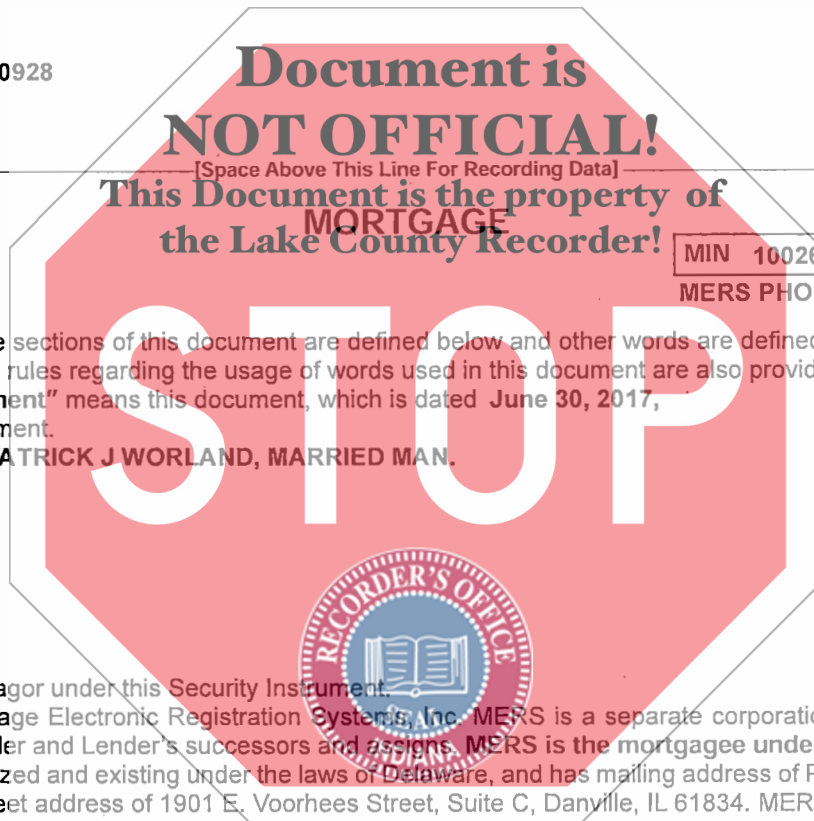 0928
Document is
NOT OFFICIAL!
[Space Above This Line For Recording Data]
This Document is the property of
MORTGAGE
the Lake County Recorder!
MIN 10026
MERS PHO
e sections of this document are defined below and other words are defined
rules regarding the usage of words used in this document are also provid
ent" means this document, which is dated June 30, 2017,
ment.
ATRICK J WORLAND, MARRIED MAN.
STOP
RECORDER'S OFFICE
SEAL
INDIANA
agor under this Security Instrument.
age Electronic Registration Systems, Inc. MERS is a separate corporatio
er and Lender's successors and assigns. MERS is the mortgagee unde
zed and existing under the laws of Delaware, and has mailing address of P
eet address of 1901 E. Voorhees Street, Suite C, Danville, IL 61834. MER